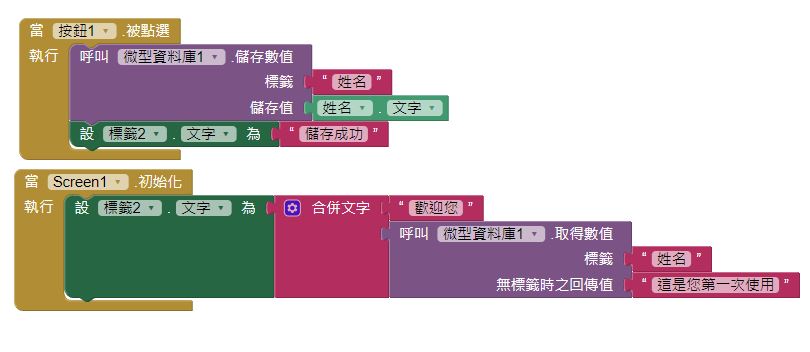 當 按鈕1 .被點選
執行 呼叫 微型資料庫1 .儲存數值
標籤 “ 姓名 ”
儲存值 姓名 . 文字
設 標籤2 . 文字 為 “ 儲存成功 ”
當 Screen1 .初始化
執行 設 標籤2 . 文字 為 合併文字 “ 歡迎您 ”
呼叫 微型資料庫1 .取得數值
標籤 “ 姓名 ”
無標籤時之回傳值 “ 這是您第一次使用 ”